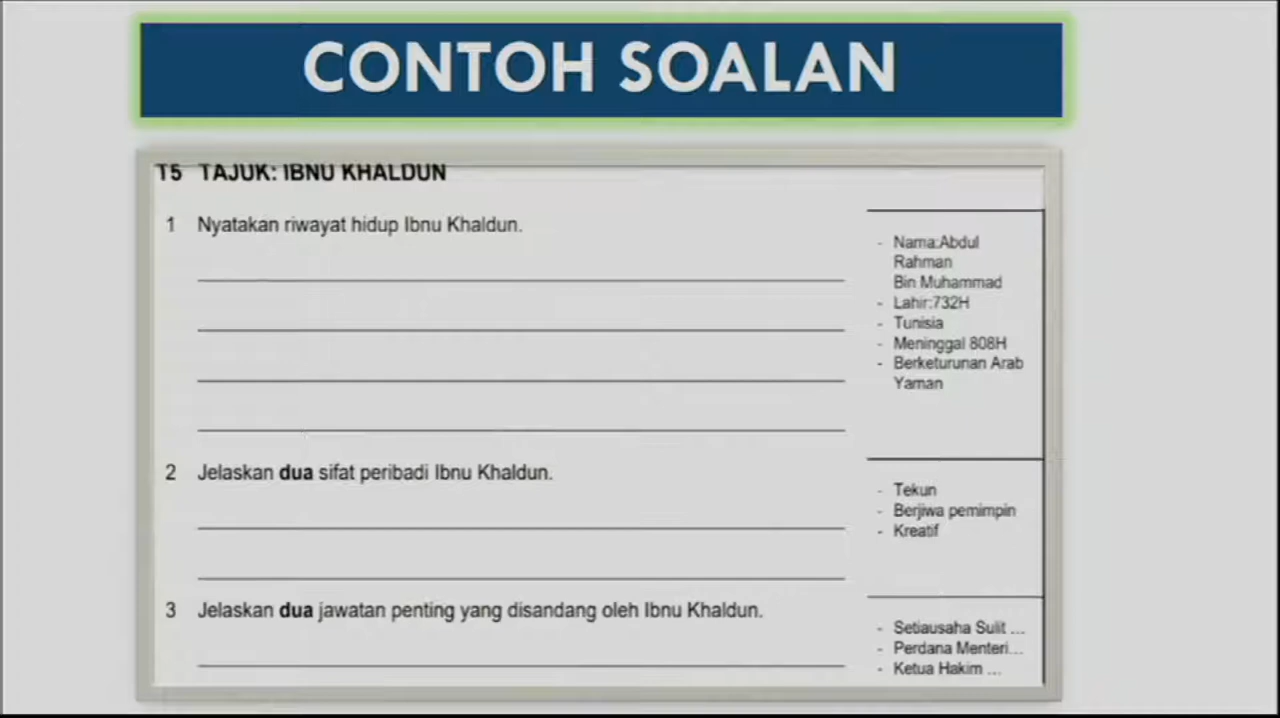 CONTOH SOALAN
T5 TAJUK: IBNU KHALDUN
1 Nyatakan riwayat hidup Ibnu Khaldun.
- Nama:Abdul
Rahman
Bin Muhammad
- Lahir:732H
- Tunisia
- Meninggal 808H
- Berketurunan Arab
Yaman
2 Jelaskan dua sifat peribadi Ibnu Khaldun.
- Tekun
- Berjiwa pemimpin
- Kreatif
3 Jelaskan dua jawatan penting yang disandang oleh Ibnu Khaldun.
- Setiausaha Sulit ...
- Perdana Menteri...
- Ketua Hakim ...